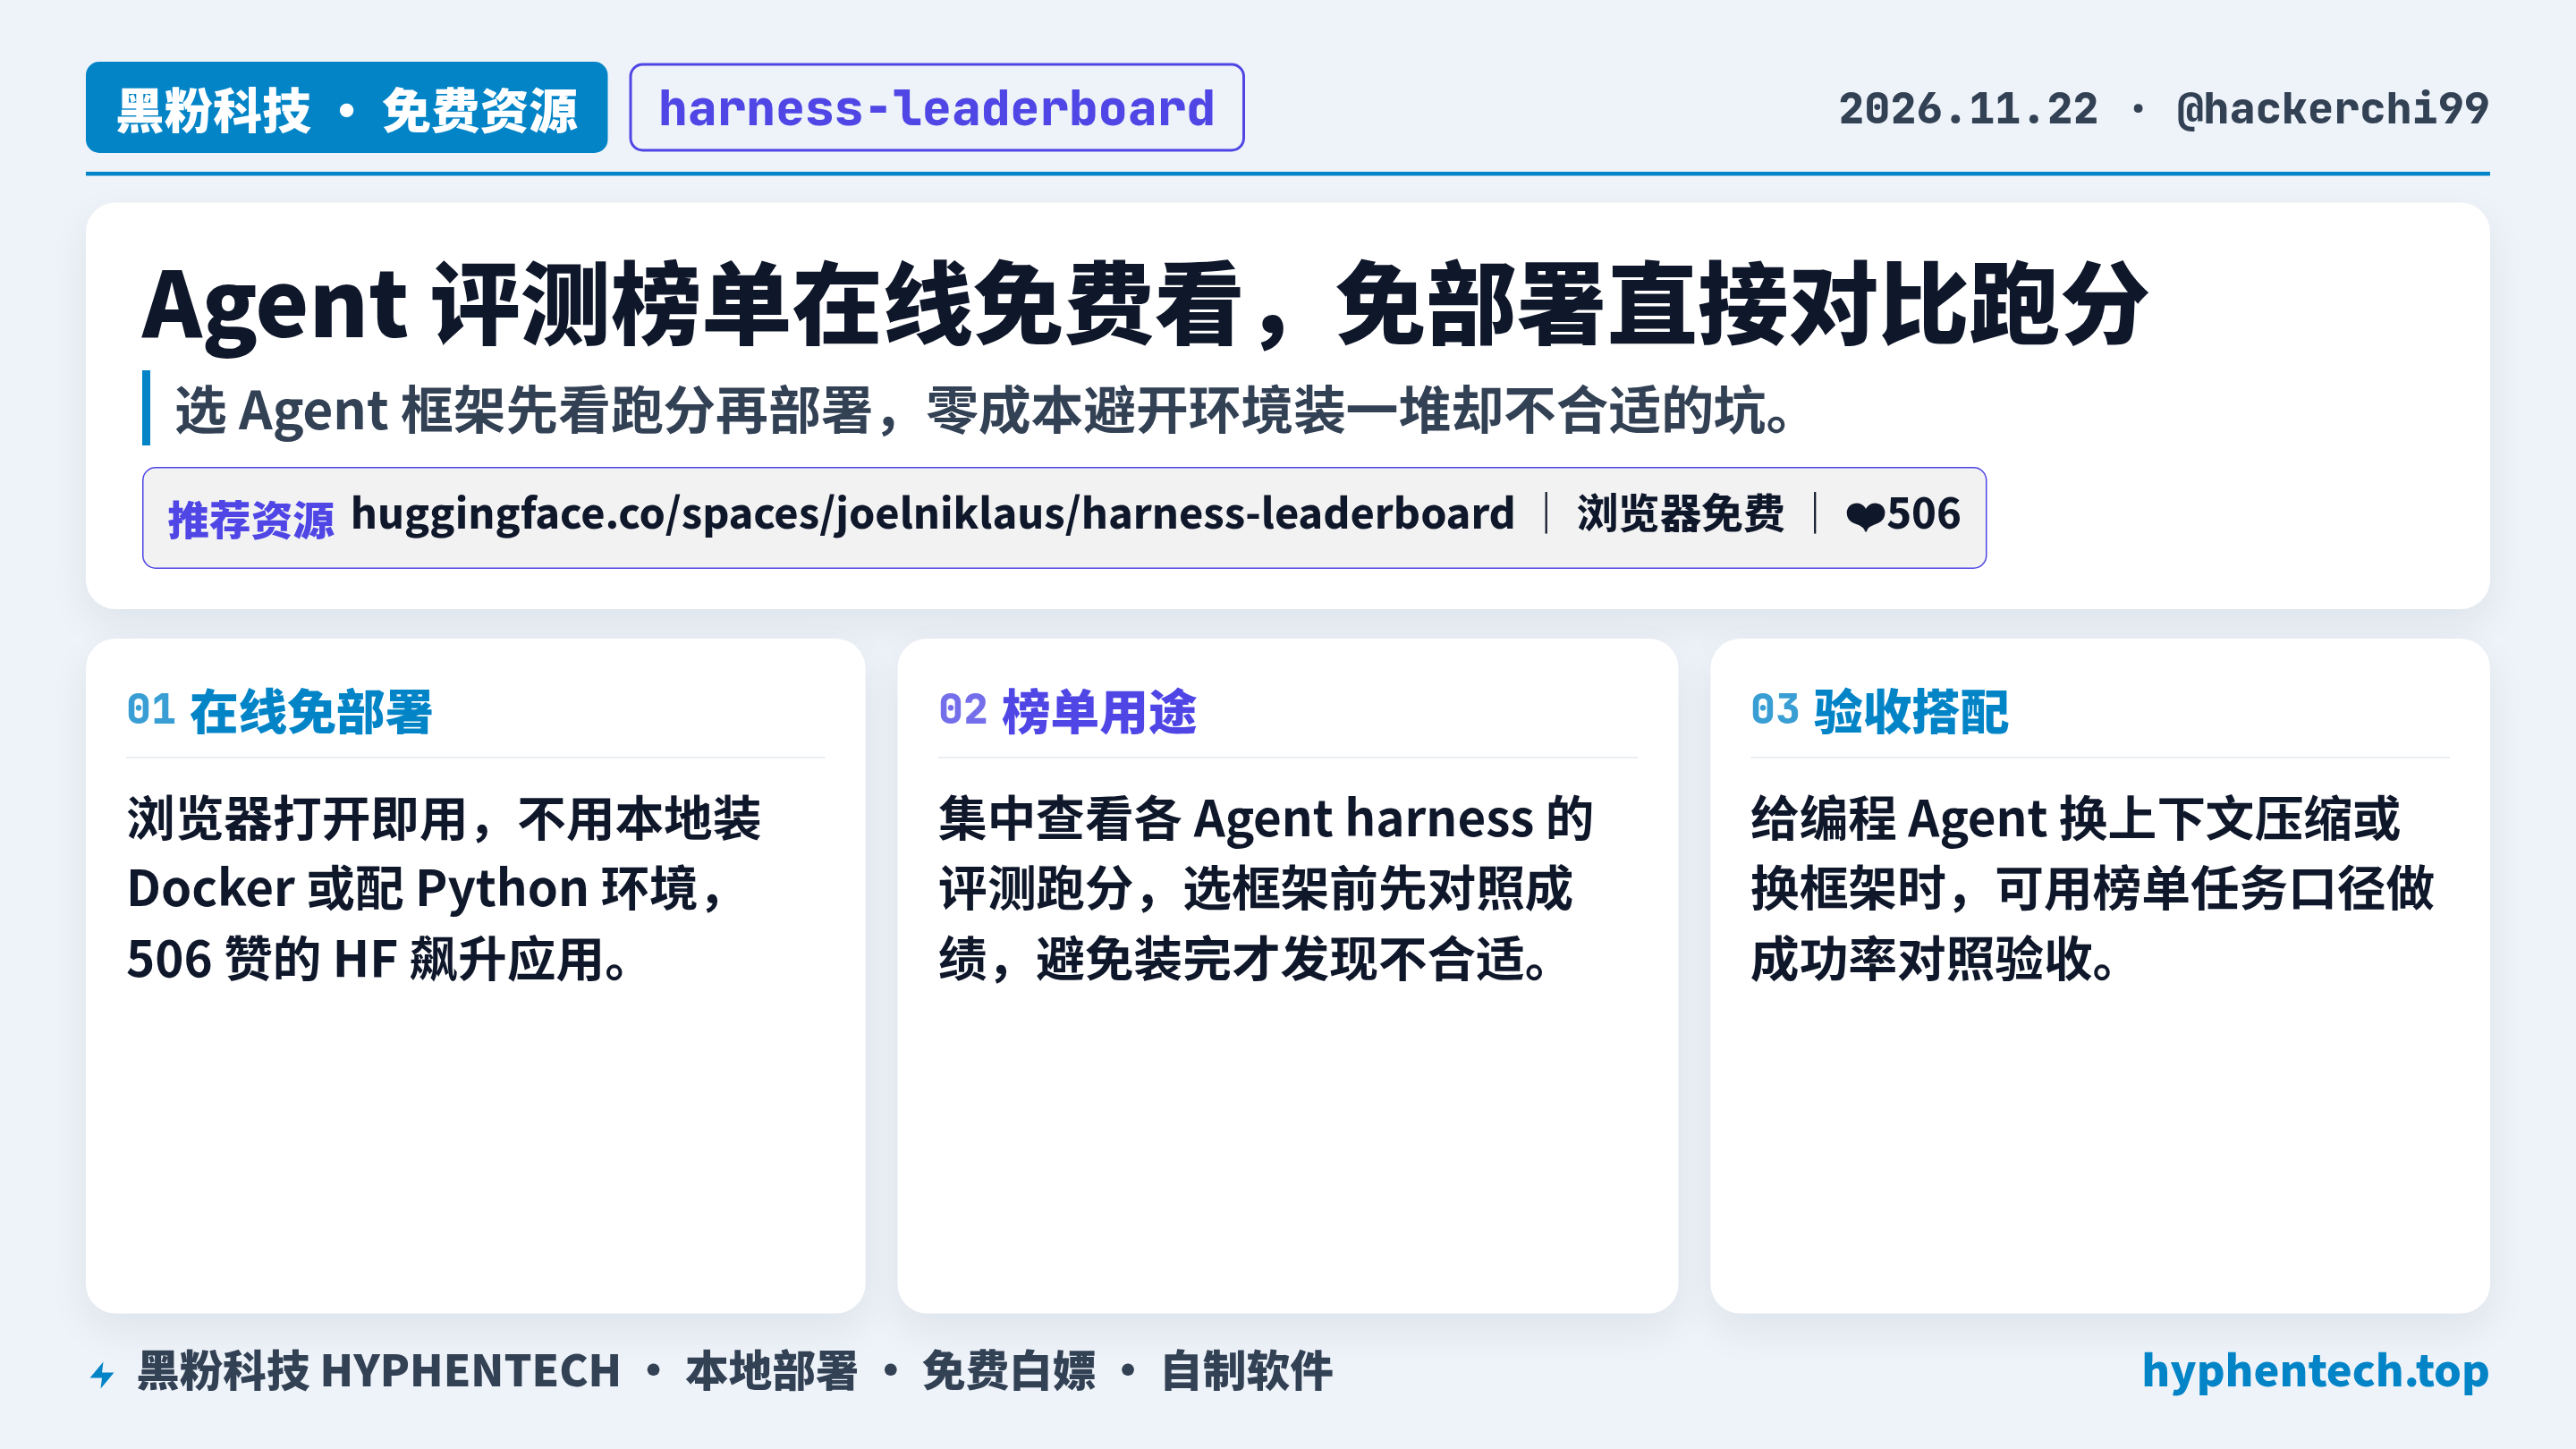 黑粉科技 • 免费资源
harness-leaderboard
2026.11.22 · @hackerchi99
Agent 评测榜单在线免费看，免部署直接对比跑分
选 Agent 框架先看跑分再部署，零成本避开环境装一堆却不合适的坑。
推荐资源 huggingface.co/spaces/joelniklaus/harness-leaderboard ｜ 浏览器免费 ｜ ❤506
01 在线免部署
浏览器打开即用，不用本地装
Docker 或配 Python 环境，
506 赞的 HF 飙升应用。
02 榜单用途
集中查看各 Agent harness 的
评测跑分，选框架前先对照成
绩，避免装完才发现不合适。
03 验收搭配
给编程 Agent 换上下文压缩或
换框架时，可用榜单任务口径做
成功率对照验收。
黑粉科技 HYPHENTECH • 本地部署 • 免费白嫖 • 自制软件
hyphentech.top